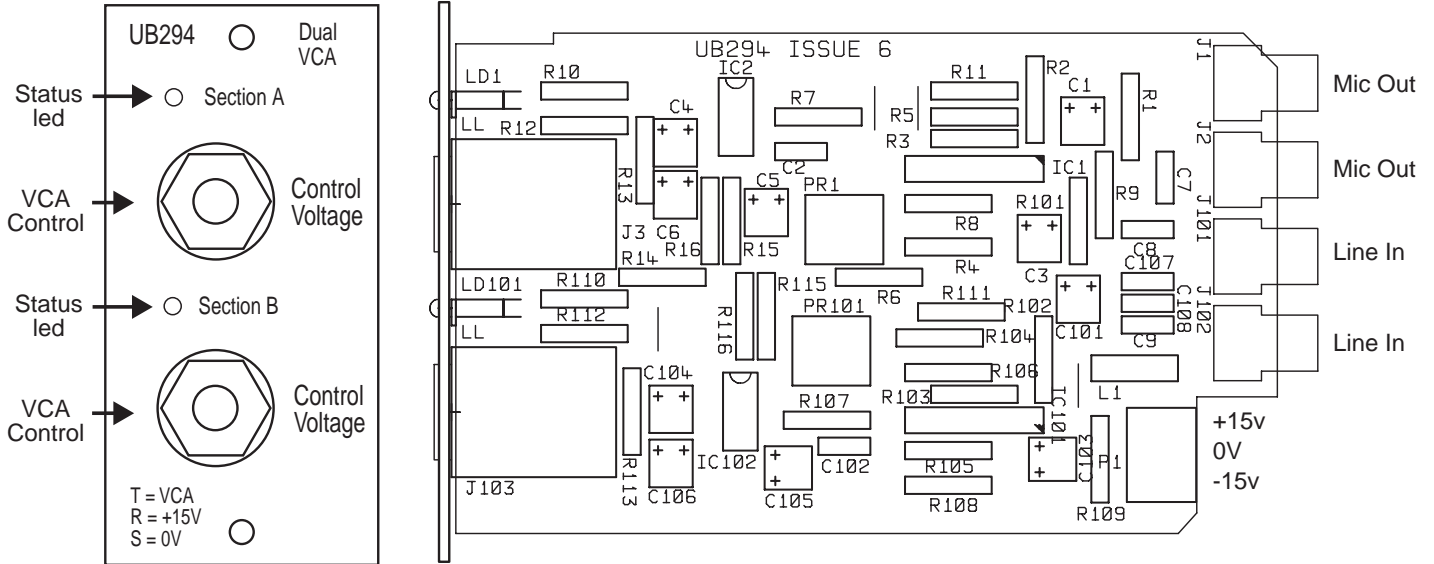 UB294
Dual
VCA
Status
led
Section A
VCA
Control
Control
Voltage
Status
led
Section B
VCA
Control
Control
Voltage
T = VCA
R = +15V
S = 0V
UB294 ISSUE 6
LD1
R10
IC2
R11
R2
C1
J1
Mic Out
LL
R12
C4
R7
R5
R3
R1
J2
Mic Out
R13
C2
C5
PR1
IC1
R9
C7
J3
C6
R16
R15
R8
R101
C8
J101
Line In
R14
R4
C3
C107
LD101
R110
R115
R6
R111
R102
C101
C108
J102
LL
R112
R116
PR101
R104
C9
Line In
C104
R106
L1
R107
R103
IC101
J103
R113
C106
IC102
C105
C102
R105
R108
C103
P1
R109
+15v
0V
-15v